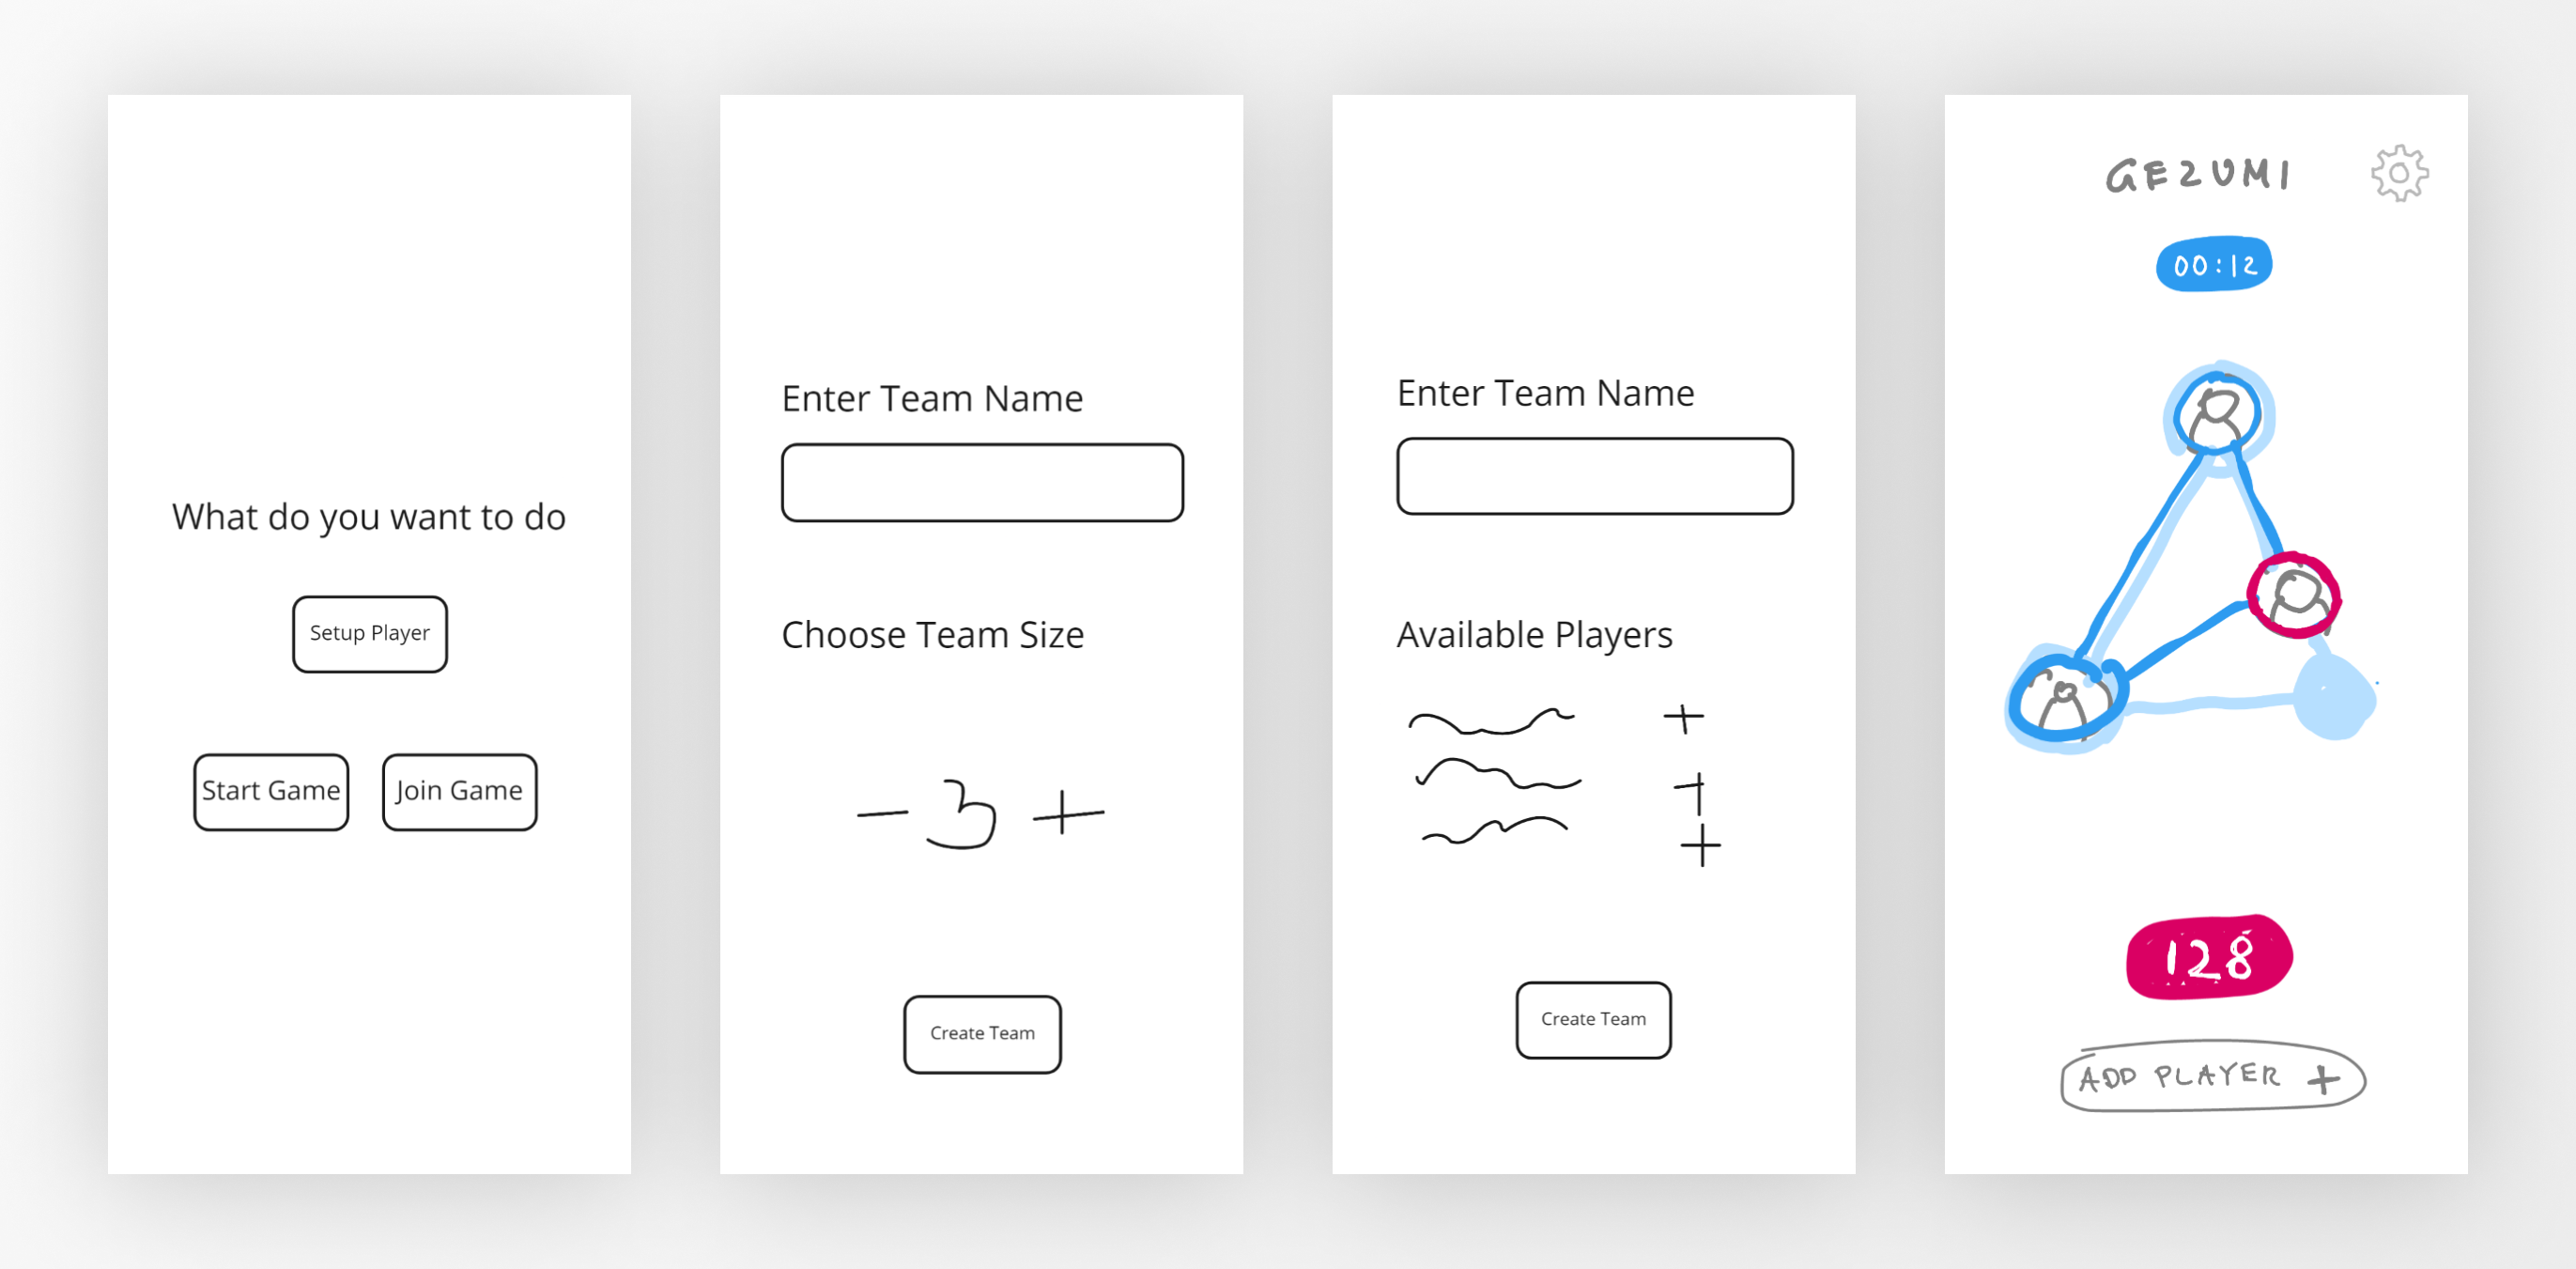 What do you want to do
Setup Player
Start Game
Join Game
Enter Team Name
Choose Team Size
- 3 +
Create Team
Enter Team Name
Available Players
+
+
+
Create Team
GEZUMI
00:12
128
ADD PLAYER +